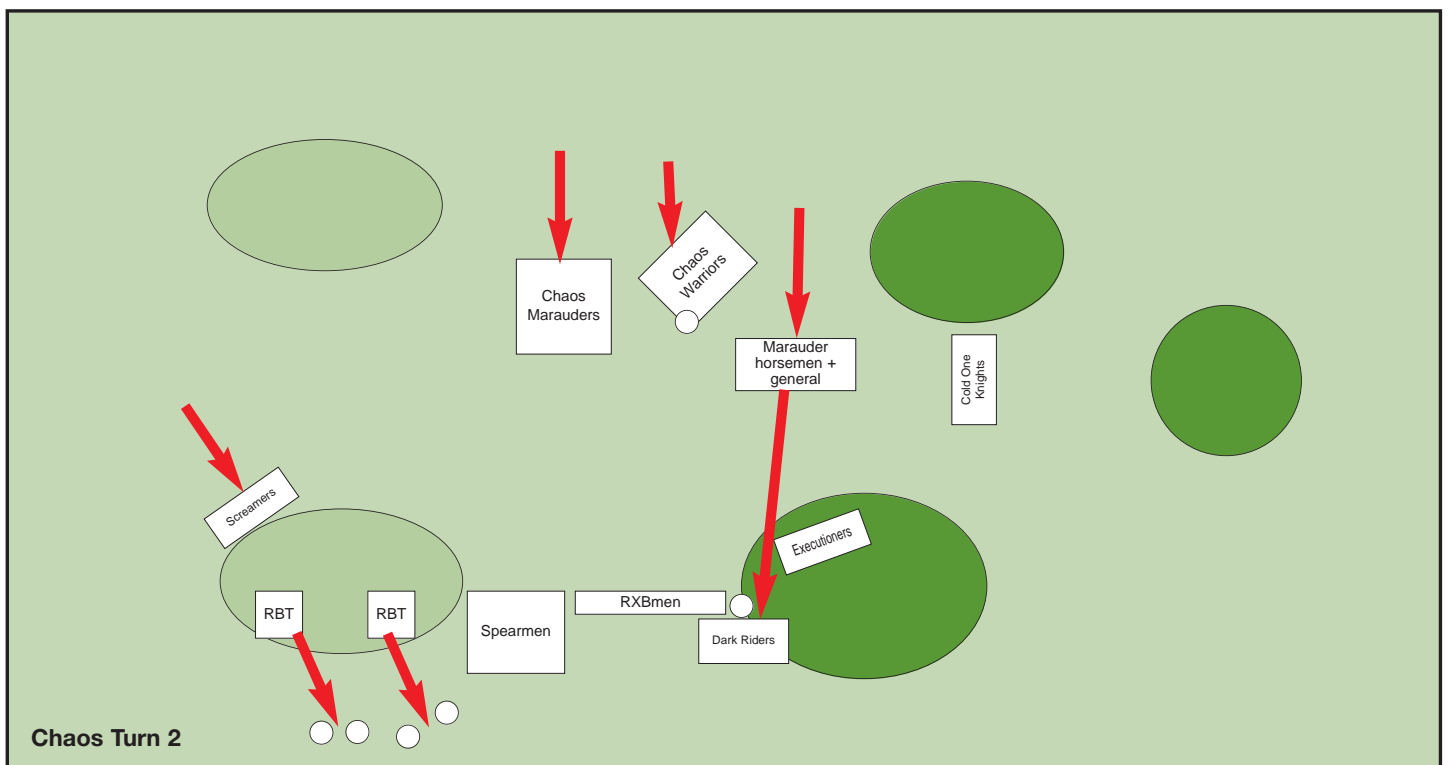 Chaos
Warriors
Chaos
Marauders
Marauder
horsemen +
general
Cold One
Knights
Screamers
Executioners
RBT
RBT
Spearmen
RXBmen
Dark Riders
Chaos Turn 2